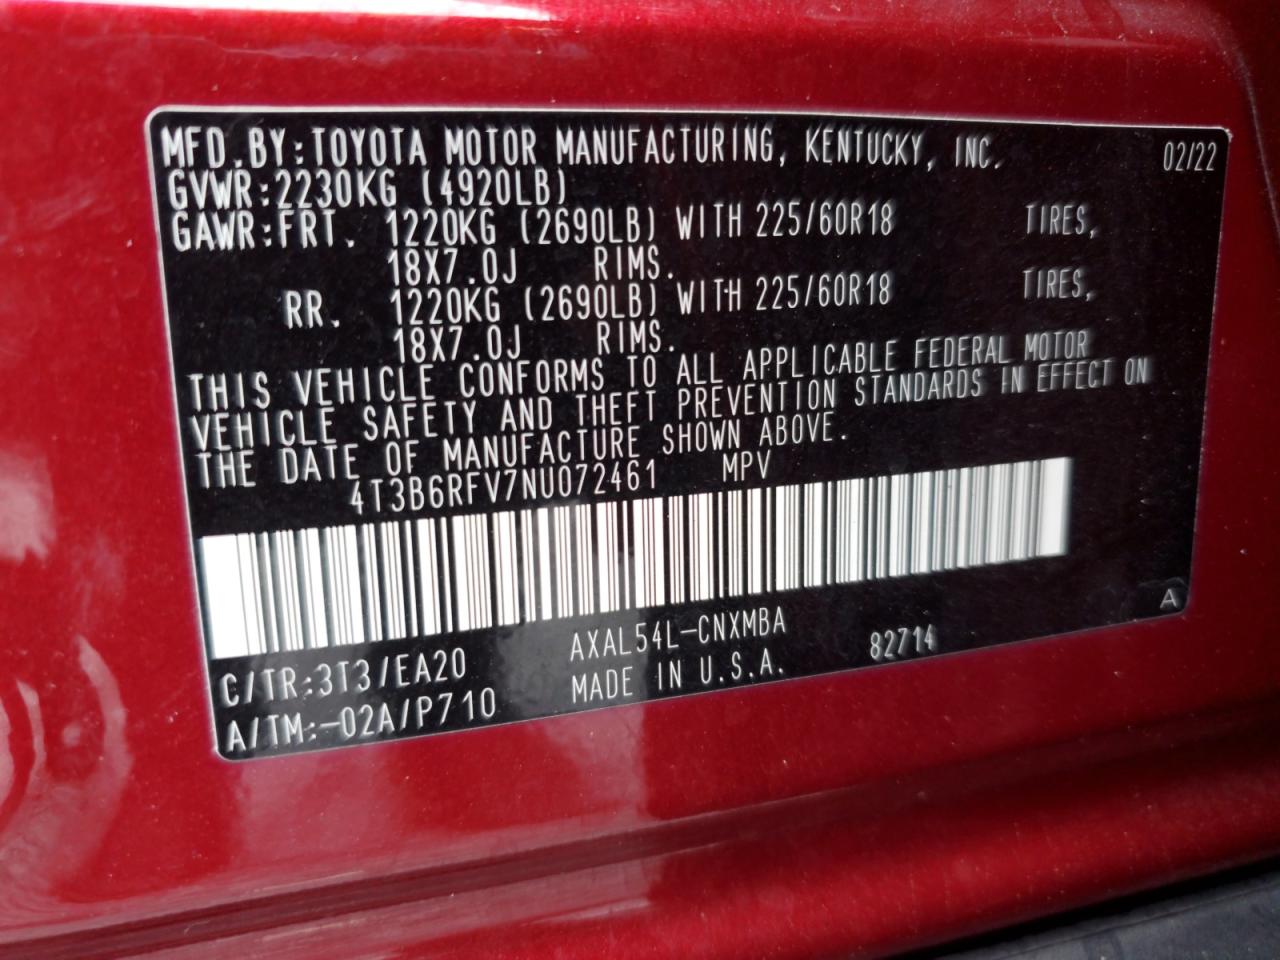 MFD.BY:TOYOTA MOTOR MANUFACTURING, KENTUCKY, INC. 02/22
GVWR:2230KG (4920LB)
GAWR:FRT. 1220KG (2690LB) WITH 225/60R18 TIRES,
18X7.0J RIMS.
RR. 1220KG (2690LB) WITH 225/60R18 TIRES,
18X7.0J RIMS.
THIS VEHICLE CONFORMS TO ALL APPLICABLE FEDERAL MOTOR
VEHICLE SAFETY AND THEFT PREVENTION STANDARDS IN EFFECT ON
THE DATE OF MANUFACTURE SHOWN ABOVE.
4T3B6RFV7NU072461 MPV
A
C/TR:3T3/EA20 AXAL54L-CNXMBA 82714
A/TM:-02A/P710 MADE IN U.S.A.